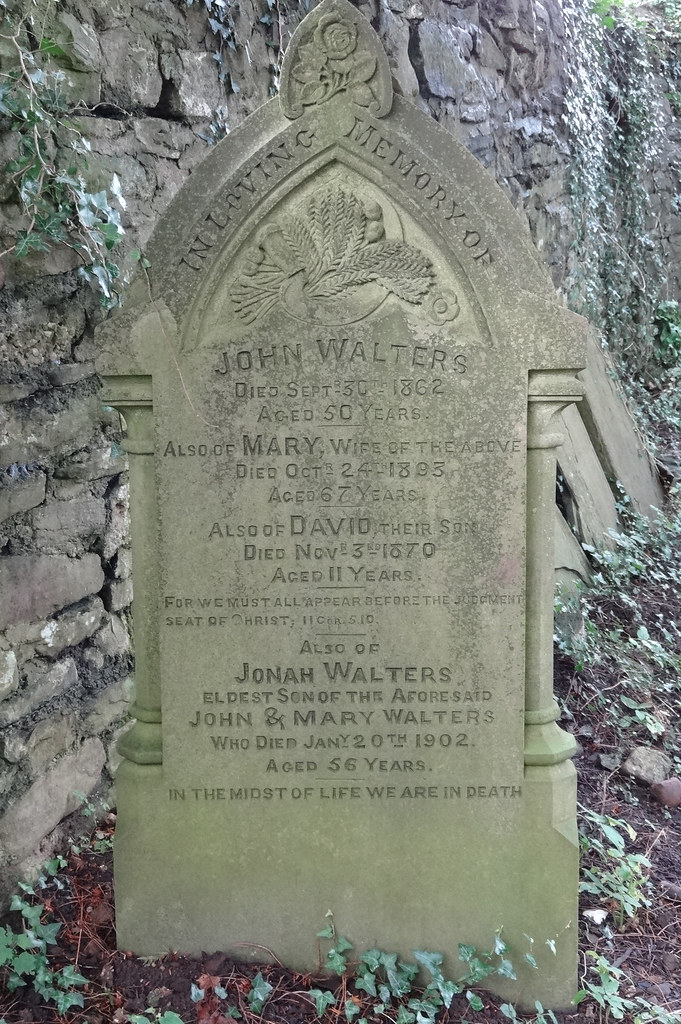 IN LOVING MEMORY OF
JOHN WALTERS
DIED SEPTR 30TH 1862
AGED 50 YEARS.
ALSO OF MARY, WIFE OF THE ABOVE
DIED OCTR 24TH 1893
AGED 67 YEARS.
ALSO OF DAVID, THEIR SON
DIED NOVR 3RD 1870
AGED 11 YEARS.
FOR WE MUST ALL APPEAR BEFORE THE JUDGMENT
SEAT OF CHRIST; II COR. 5.10.
ALSO OF
JONAH WALTERS,
ELDEST SON OF THE AFORESAID
JOHN & MARY WALTERS
WHO DIED JANY 20TH 1902.
AGED 56 YEARS.
IN THE MIDST OF LIFE WE ARE IN DEATH